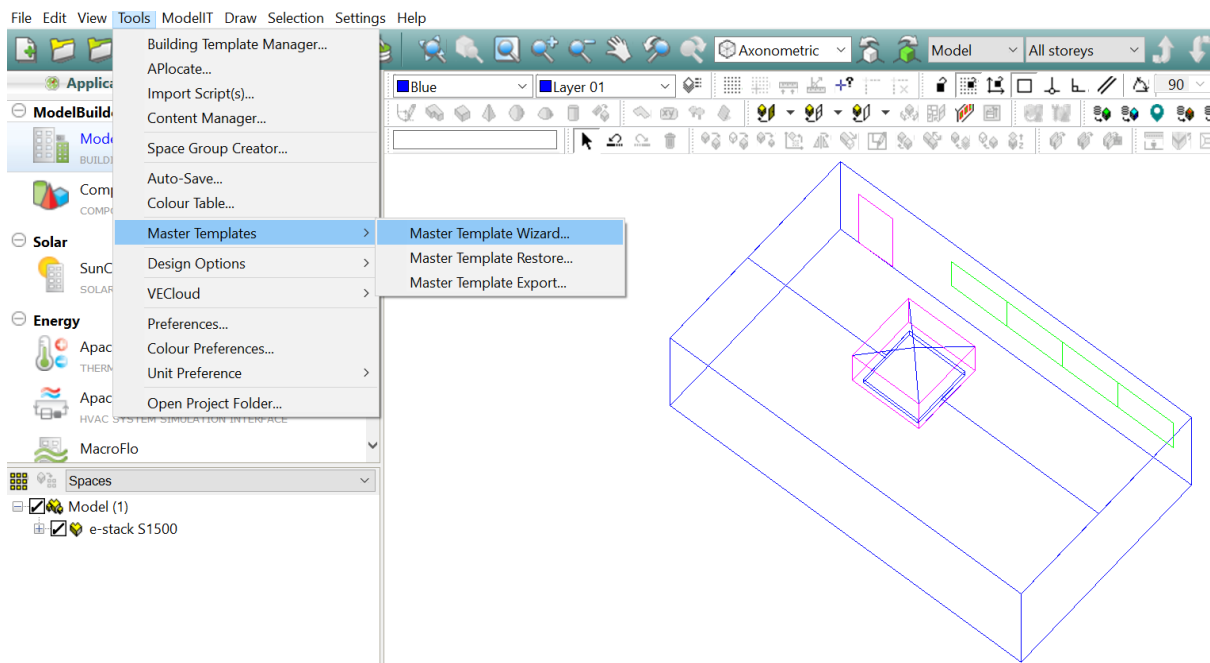 File Edit View Tools ModelIT Draw Selection Settings Help
Axonometric
Model
All storeys
Applica
Blue
Layer 01
90
ModelBuild
Mode
BUILDI
Comp
COMPO
Solar
SunC
SOLAR
Energy
Apac
THERM
Apac
HVAC SYSTEM SIMULATION INTERFACE
MacroFlo
Building Template Manager...
APlocate...
Import Script(s)...
Content Manager...
Space Group Creator...
Auto-Save...
Colour Table...
Master Templates
Design Options
VECloud
Preferences...
Colour Preferences...
Unit Preference
Open Project Folder...
Master Template Wizard...
Master Template Restore...
Master Template Export...
Spaces
Model (1)
e-stack S1500